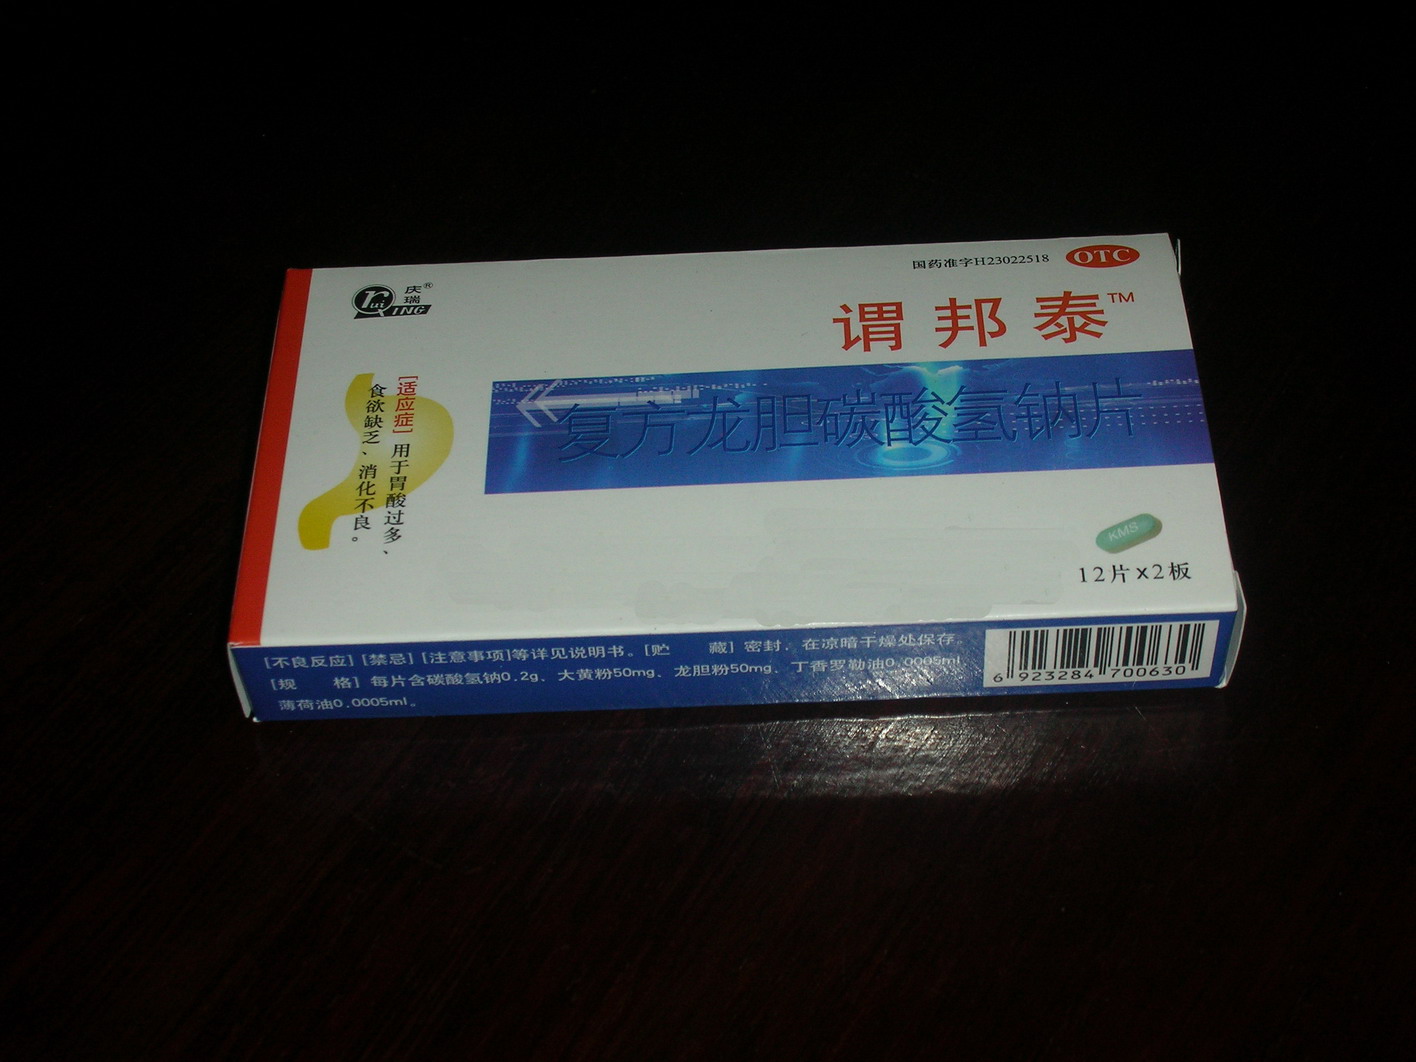 国药准字H23022518 OTC
庆瑞®
rui QING
谓邦泰™
复方龙胆碳酸氢钠片
[适应症] 用于胃酸过多、
食欲缺乏、消化不良。
KMS
12片×2板
[不良反应] [禁忌] [注意事项]等详见说明书。[贮 藏] 密封，在凉暗干燥处保存。
[规 格] 每片含碳酸氢钠0.2g、大黄粉50mg、龙胆粉50mg、丁香罗勒油0.0005ml
薄荷油0.0005ml。
6 923284 700630